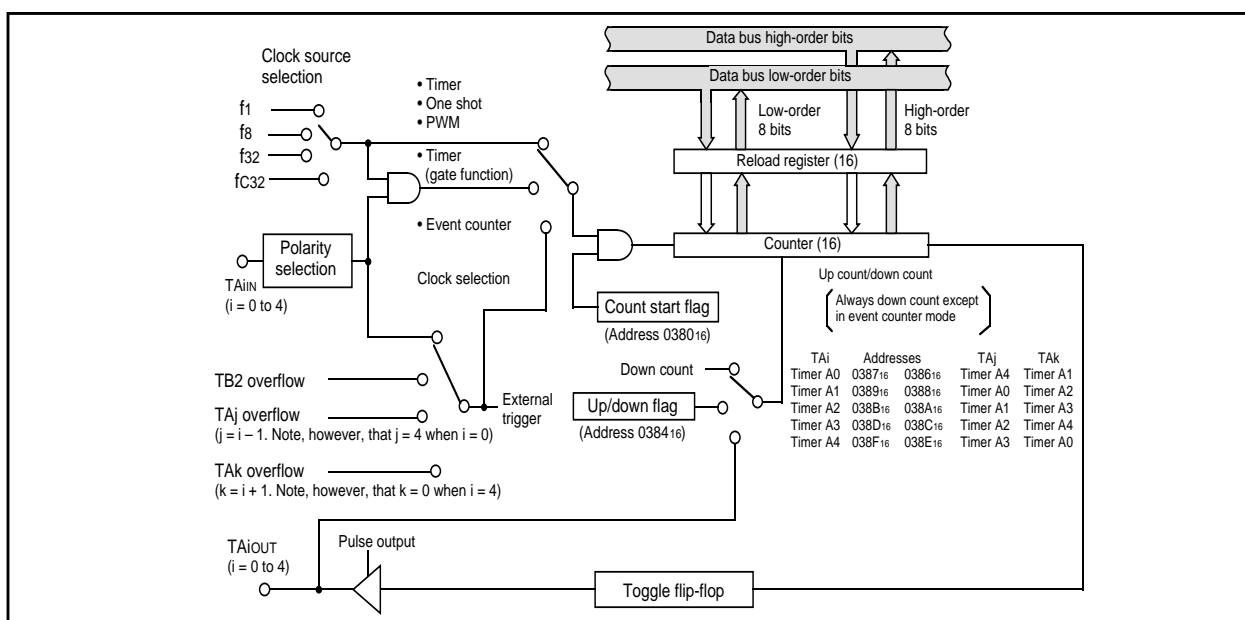 Data bus high-order bits
Data bus low-order bits
Clock source
selection
f1
f8
f32
fC32
• Timer
• One shot
• PWM
• Timer
(gate function)
• Event counter
Clock selection
Low-order
8 bits
High-order
8 bits
Reload register (16)
Counter (16)
Polarity
selection
TAiIN
(i = 0 to 4)
Count start flag
(Address 038016)
Up count/down count
Always down count except
in event counter mode
TB2 overflow
TAj overflow
(j = i – 1. Note, however, that j = 4 when i = 0)
TAk overflow
(k = i + 1. Note, however, that k = 0 when i = 4)
External
trigger
Down count
Up/down flag
(Address 038416)
TAi Addresses TAj TAk
Timer A0 038716 038616 Timer A4 Timer A1
Timer A1 038916 038816 Timer A0 Timer A2
Timer A2 038B16 038A16 Timer A1 Timer A3
Timer A3 038D16 038C16 Timer A2 Timer A4
Timer A4 038F16 038E16 Timer A3 Timer A0
TAiOUT
(i = 0 to 4)
Pulse output
Toggle flip-flop